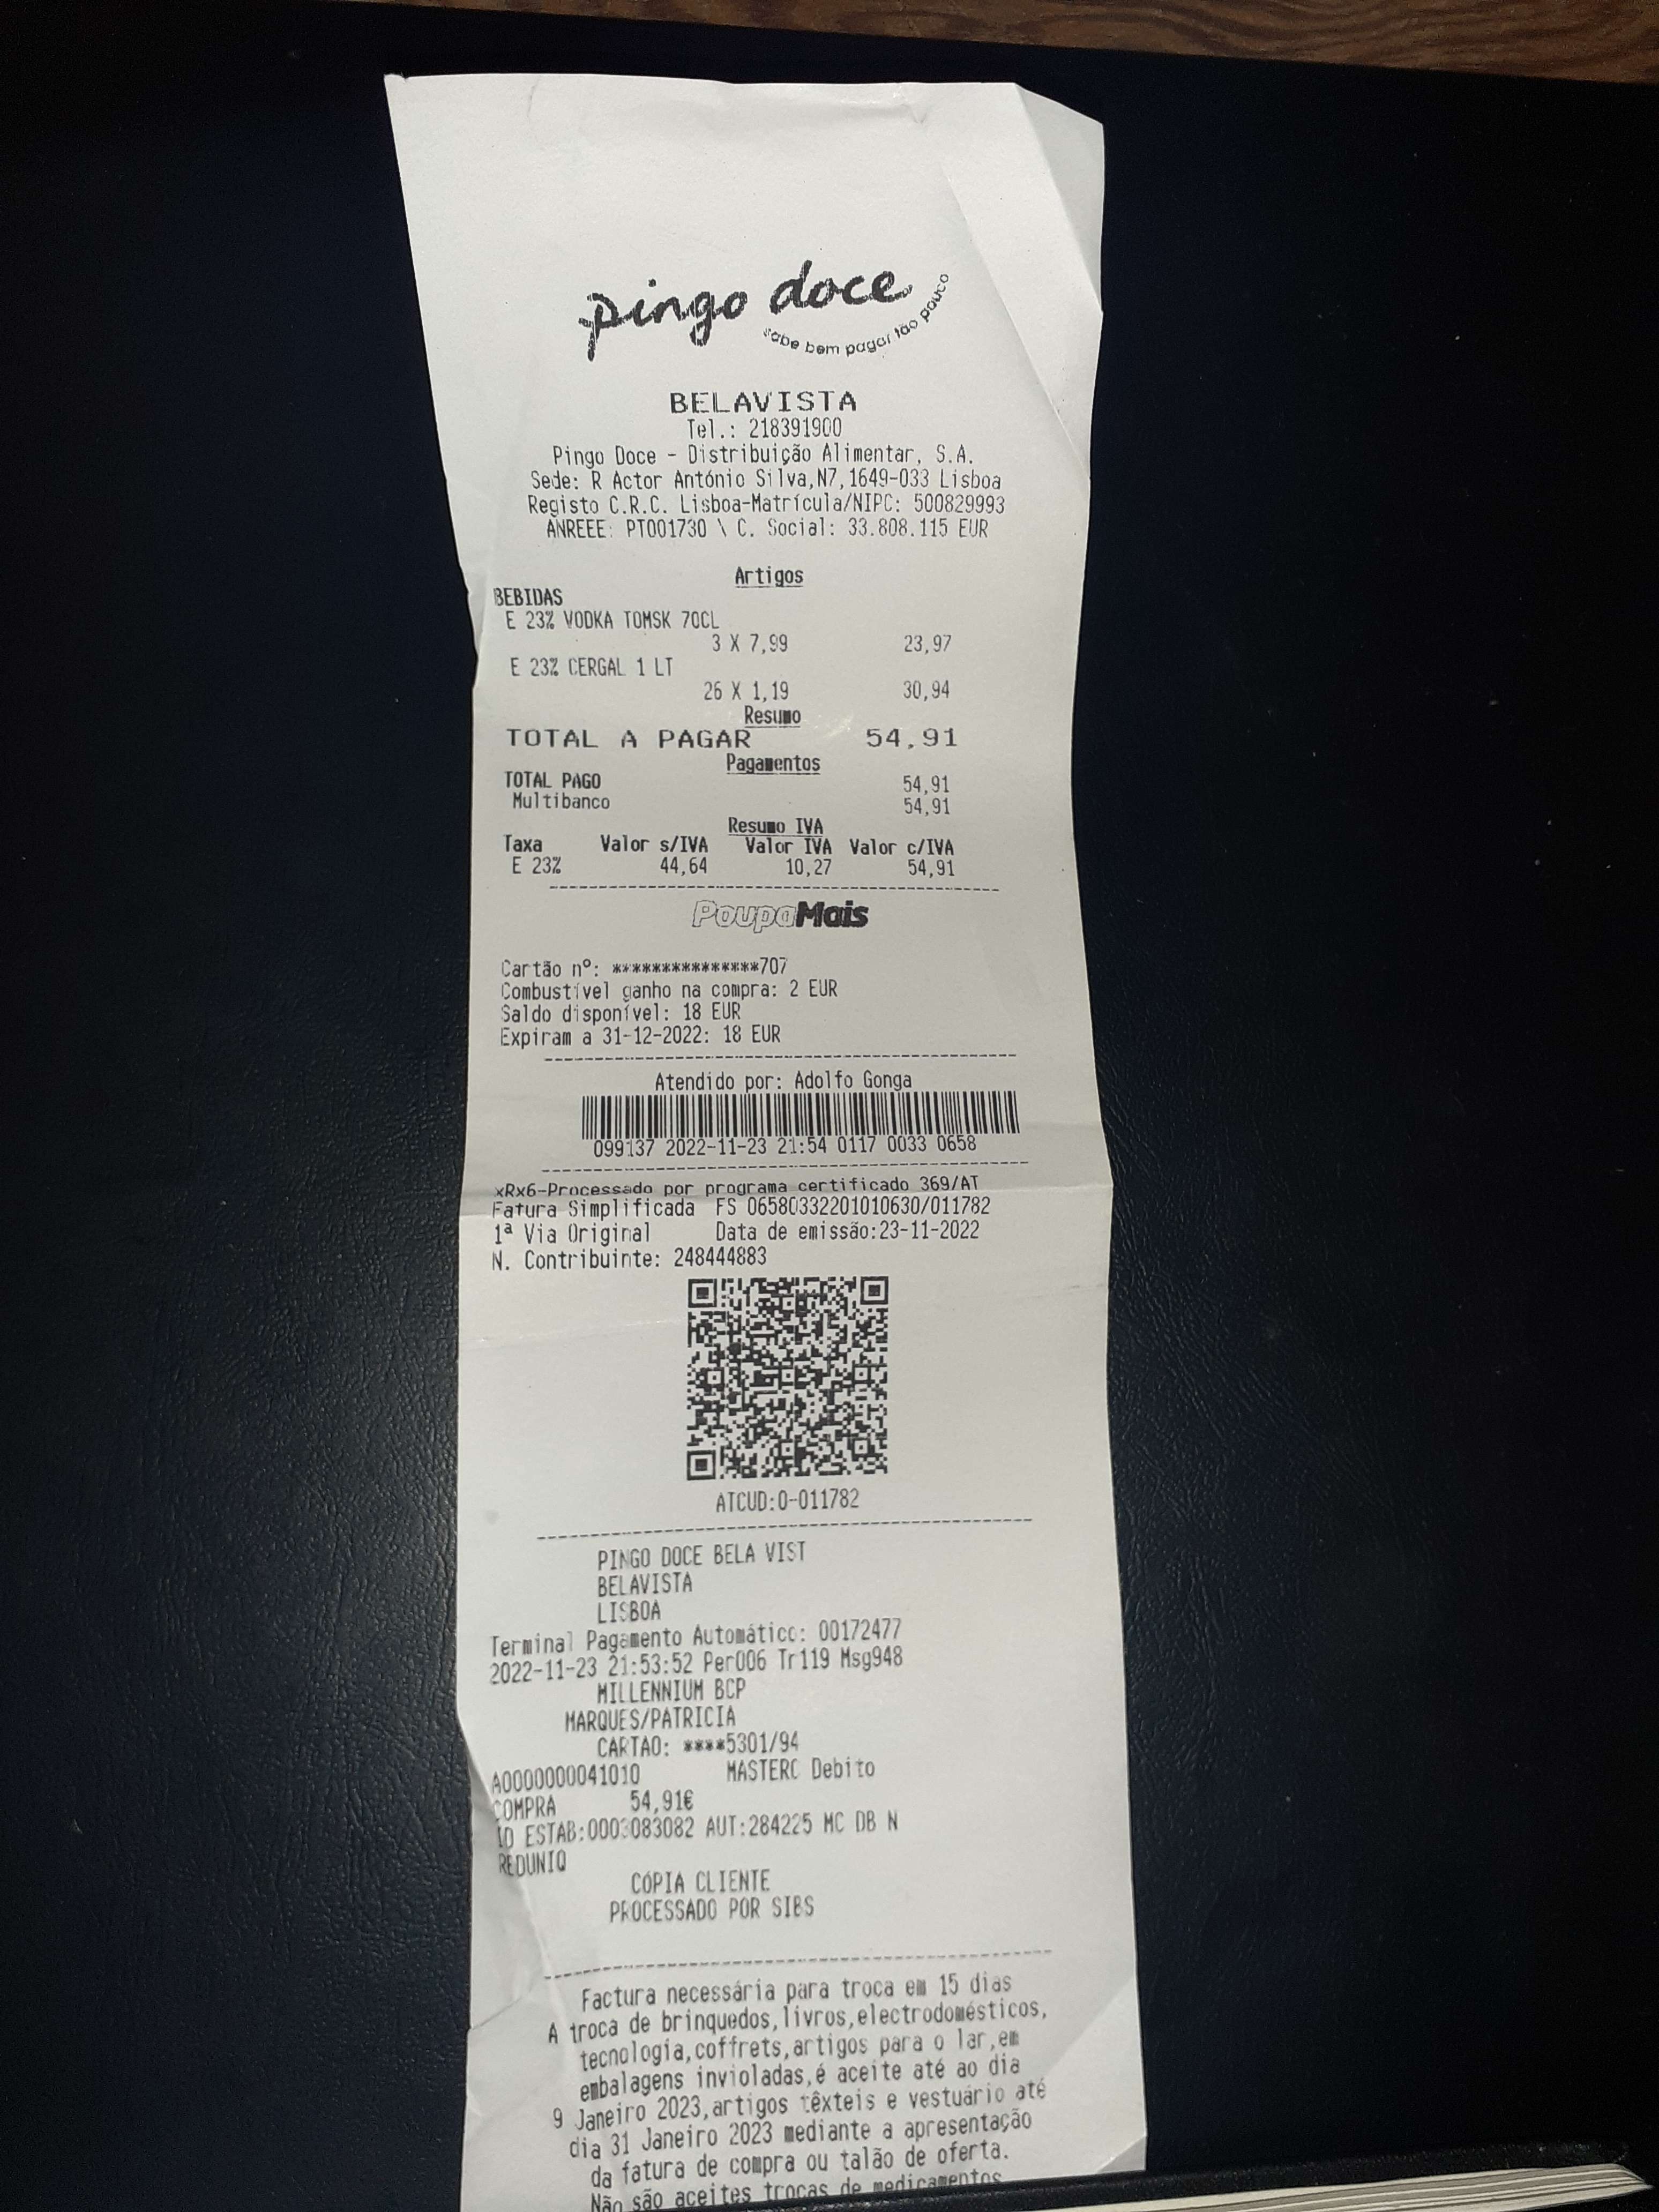 pingo doce
sabe bem pagar tão pouco
BELAVISTA
Tel.: 218391900
Pingo Doce - Distribuição Alimentar, S.A.
Sede: R Actor António Silva,N7,1649-033 Lisboa
Registo C.R.C. Lisboa-Matrícula/NIPC: 500829993
ANREEE: PT001730 \ C. Social: 33.808.115 EUR
Artigos
BEBIDAS
E 23% VODKA TOMSK 70CL
3 X 7,99 23,97
E 23% CERGAL 1 LT
26 X 1,19 30,94
Resumo
TOTAL A PAGAR 54,91
Pagamentos
TOTAL PAGO 54,91
Multibanco 54,91
Resumo IVA
Taxa Valor s/IVA Valor IVA Valor c/IVA
E 23% 44,64 10,27 54,91
PoupaMais
Cartão nº: ***************707
Combustível ganho na compra: 2 EUR
Saldo disponível: 18 EUR
Expiram a 31-12-2022: 18 EUR
Atendido por: Adolfo Gonga
099137 2022-11-23 21:54 0117 0033 0658
xRx6-Processado por programa certificado 369/AT
Fatura Simplificada FS 06580332201010630/011782
1ª Via Original Data de emissão:23-11-2022
N. Contribuinte: 248444883
ATCUD:0-011782
PINGO DOCE BELA VIST
BELAVISTA
LISBOA
Terminal Pagamento Automático: 00172477
2022-11-23 21:53:52 Per006 Tr119 Msg948
MILLENNIUM BCP
MARQUES/PATRICIA
CARTAO: ****5301/94
A0000000041010 MASTERC Debito
COMPRA 54,91€
ID ESTAB:0003083082 AUT:284225 MC DB N
REDUNIQ
CÓPIA CLIENTE
PROCESSADO POR SIBS
Factura necessária para troca em 15 dias
A troca de brinquedos,livros,electrodomésticos,
tecnologia,coffrets,artigos para o lar,em
embalagens invioladas,é aceite até ao dia
9 Janeiro 2023,artigos têxteis e vestuário até
dia 31 Janeiro 2023 mediante a apresentação
da fatura de compra ou talão de oferta.
Não são aceites trocas de medicamentos